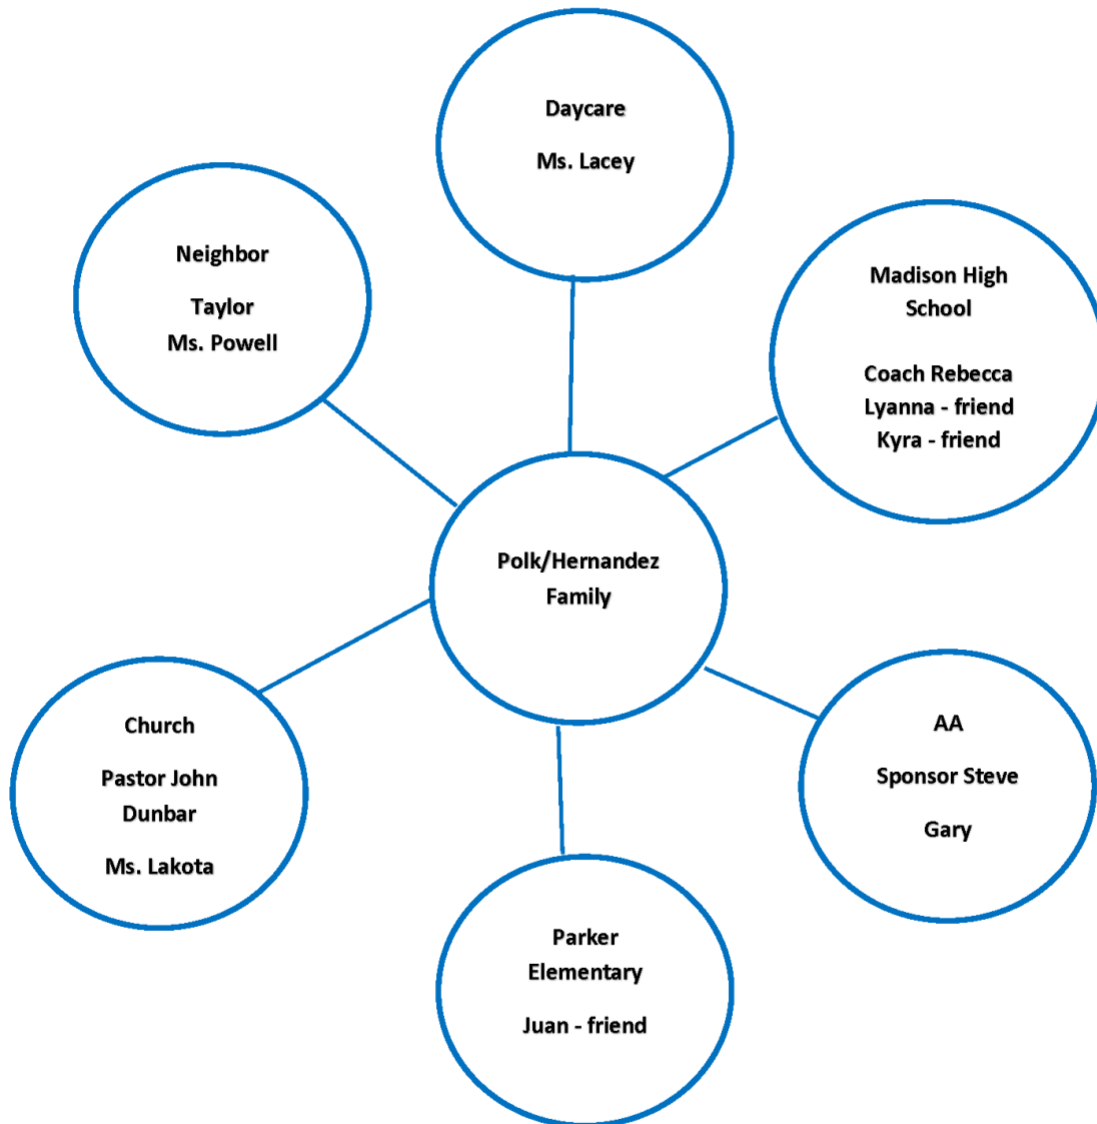 Daycare
Ms. Lacey
Neighbor
Taylor
Ms. Powell
Madison High
School
Coach Rebecca
Lyanna - friend
Kyra - friend
Polk/Hernandez
Family
Church
Pastor John
Dunbar
Ms. Lakota
AA
Sponsor Steve
Gary
Parker
Elementary
Juan - friend